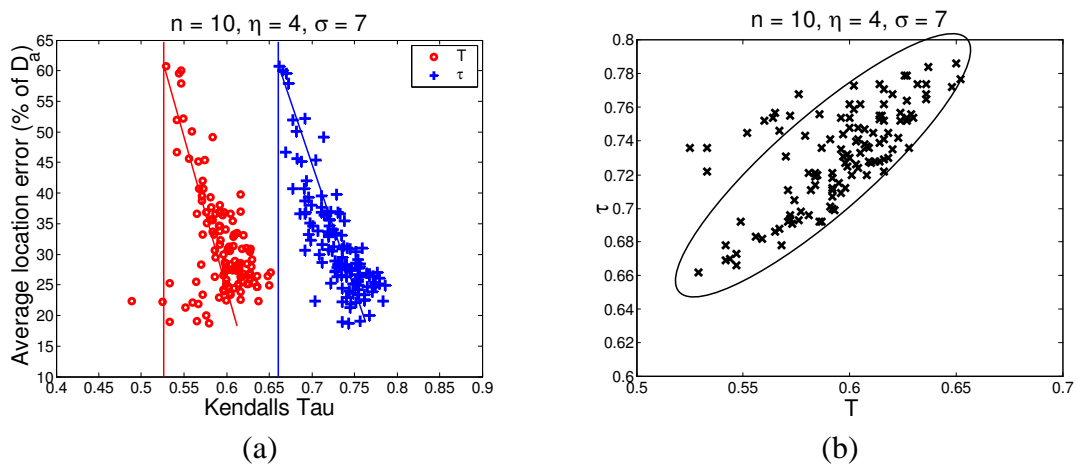 n = 10, η = 4, σ = 7
65
60
55
50
45
40
35
30
25
20
15
10
Average location error (% of Da)
T
τ
0.4 0.45 0.5 0.55 0.6 0.65 0.7 0.75 0.8 0.85 0.9
Kendalls Tau
(a)
n = 10, η = 4, σ = 7
0.8
0.78
0.76
0.74
0.72
0.7
0.68
0.66
0.64
0.62
0.6
τ
0.5 0.55 0.6 0.65 0.7
T
(b)